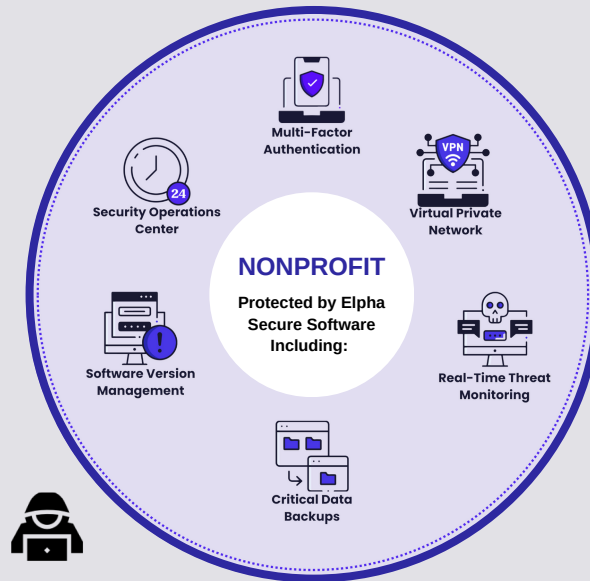 Multi-Factor
Authentication
VPN
Virtual Private
Network
24
Security Operations
Center
NONPROFIT
Protected by Elpha
Secure Software
Including:
!
Software Version
Management
Real-Time Threat
Monitoring
Critical Data
Backups